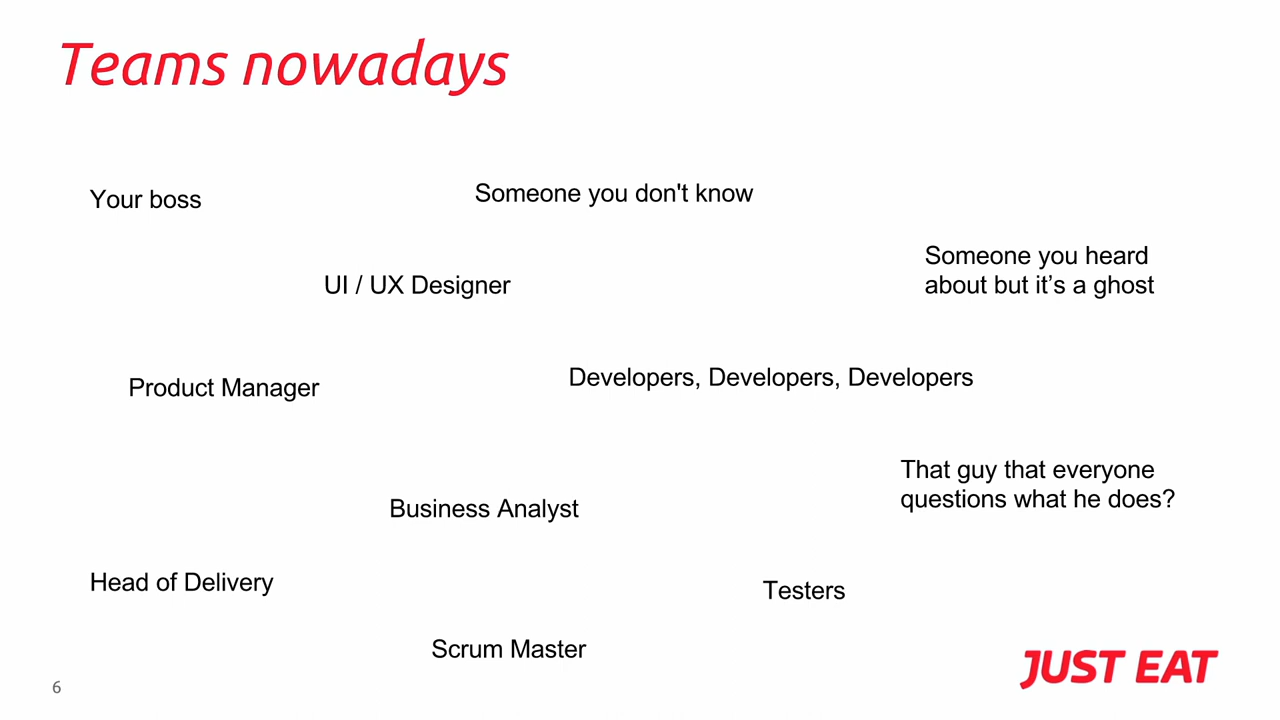 Teams nowadays
Your boss
Someone you don't know
Someone you heard
about but it’s a ghost
UI / UX Designer
Product Manager
Developers, Developers, Developers
That guy that everyone
questions what he does?
Business Analyst
Head of Delivery
Testers
Scrum Master
JUST EAT
6